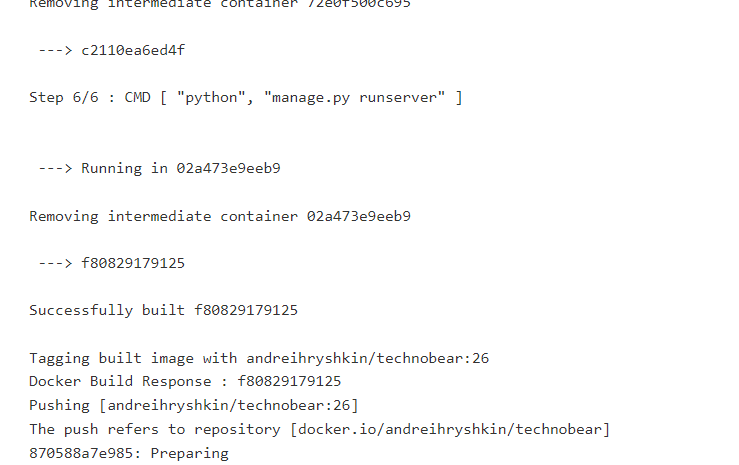 Removing intermediate container 72e0f500c695
---> c2110ea6ed4f
Step 6/6 : CMD [ "python", "manage.py runserver" ]
---> Running in 02a473e9eeb9
Removing intermediate container 02a473e9eeb9
---> f80829179125
Successfully built f80829179125
Tagging built image with andreihryshkin/technobear:26
Docker Build Response : f80829179125
Pushing [andreihryshkin/technobear:26]
The push refers to repository [docker.io/andreihryshkin/technobear]
870588a7e985: Preparing